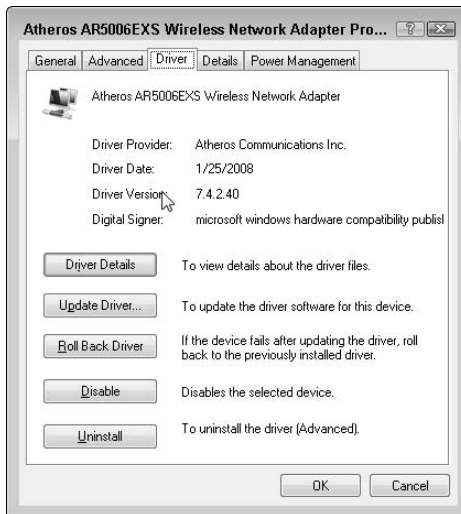 Atheros AR5006EXS Wireless Network Adapter Pro...
General Advanced Driver Details Power Management
Atheros AR5006EXS Wireless Network Adapter
Driver Provider: Atheros Communications Inc.
Driver Date: 1/25/2008
Driver Version: 7.4.2.40
Digital Signer: microsoft windows hardware compatibility publisl
Driver Details To view details about the driver files.
Update Driver... To update the driver software for this device.
Roll Back Driver If the device fails after updating the driver, roll
back to the previously installed driver.
Disable Disables the selected device.
Uninstall To uninstall the driver (Advanced).
OK Cancel